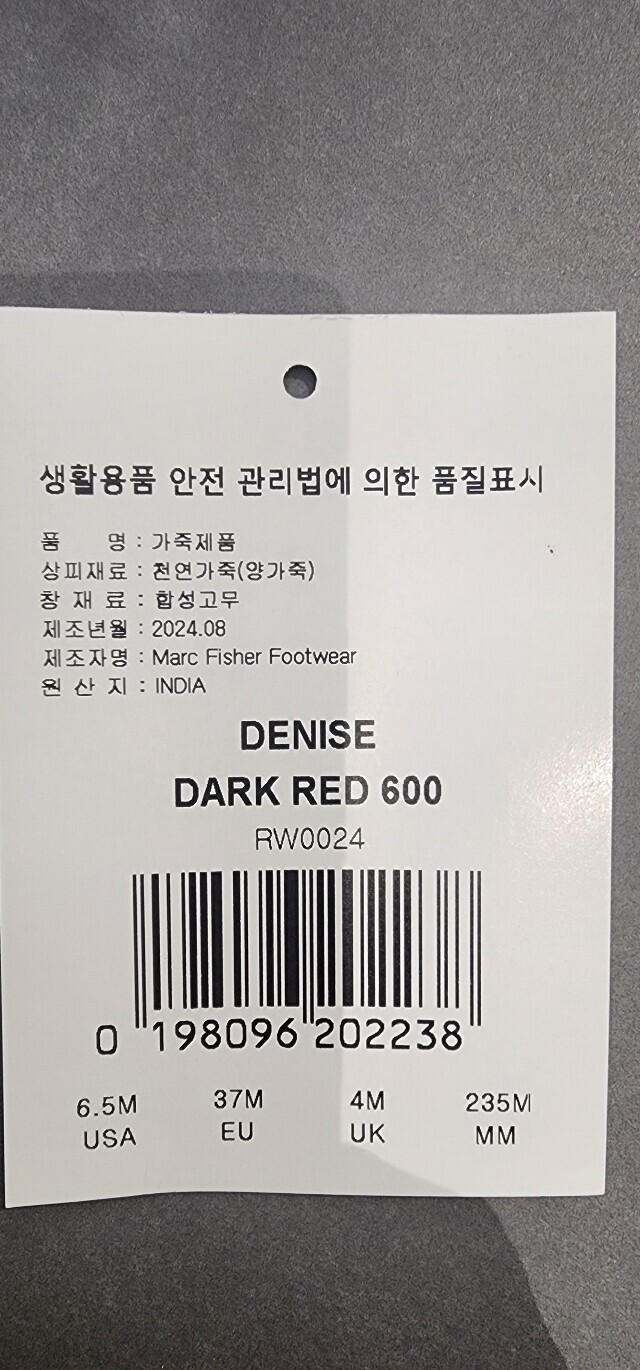 생활용품 안전 관리법에 의한 품질표시
품 명 : 가죽제품
상피재료 : 천연가죽(양가죽)
창 재 료 : 합성고무
제조년월 : 2024.08
제조자명 : Marc Fisher Footwear
원 산 지 : INDIA
DENISE
DARK RED 600
RW0024
0 198096 202238
6.5M 37M 4M 235M
USA EU UK MM